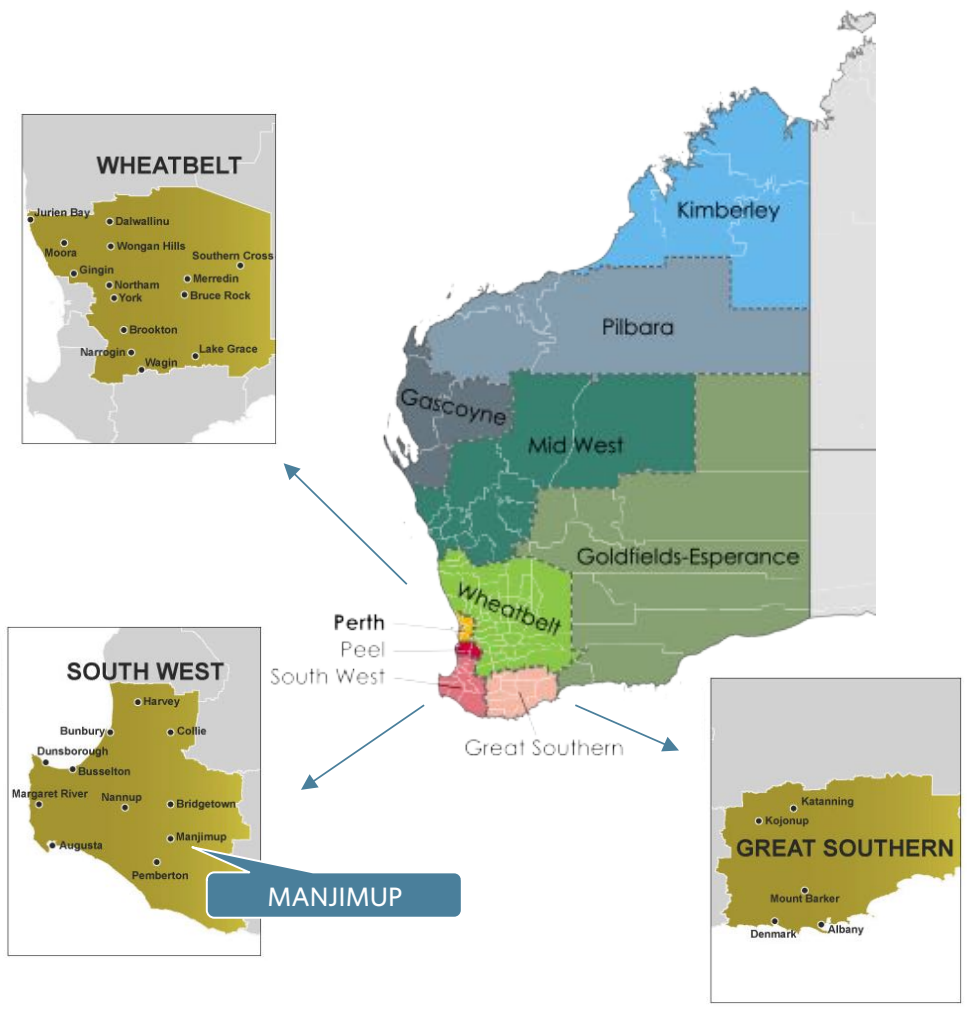 WHEATBELT
Jurien Bay
Dalwallinu
Moora
Wongan Hills
Southern Cross
Gingin
Merredin
Northam
Bruce Rock
York
Brookton
Narrogin
Lake Grace
Wagin
Kimberley
Pilbara
Gascoyne
Mid West
Goldfields-Esperance
Wheatbelt
Perth
Peel
South West
Great Southern
SOUTH WEST
Harvey
Bunbury
Collie
Dunsborough
Busselton
Margaret River
Nannup
Bridgetown
Manjimup
Augusta
Pemberton
MANJIMUP
Katanning
Kojonup
GREAT SOUTHERN
Mount Barker
Denmark
Albany